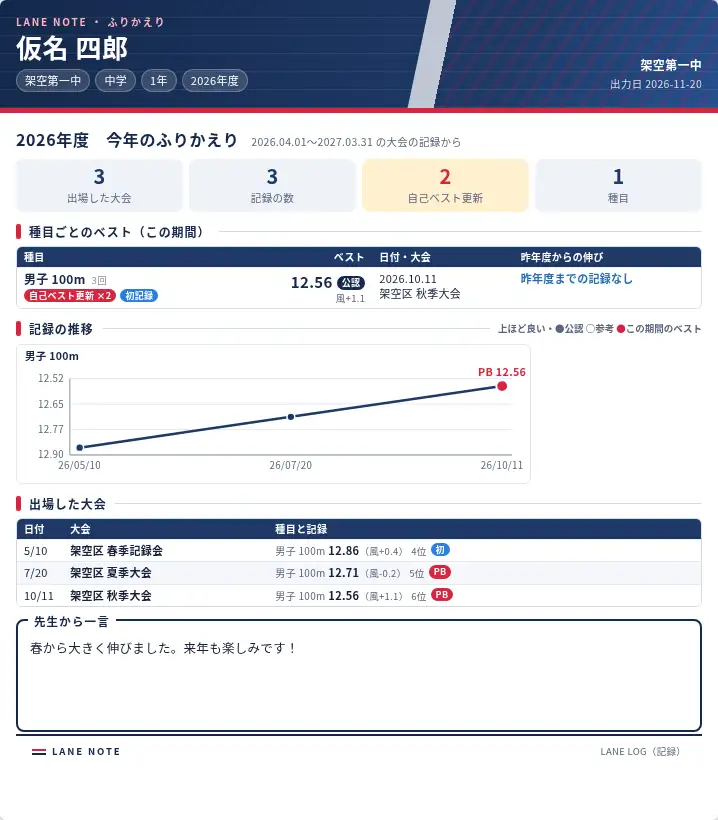 LANE NOTE ・ ふりかえり
仮名 四郎
架空第一中 中学 1年 2026年度
架空第一中
出力日 2026-11-20
2026年度 今年のふりかえり 2026.04.01〜2027.03.31 の大会の記録から
3 3 2 1
出場した大会 記録の数 自己ベスト更新 種目
種目ごとのベスト（この期間）
種目 ベスト 日付・大会 昨年度からの伸び
男子 100m 3回 12.56 公認 2026.10.11 昨年度までの記録なし
自己ベスト更新 ×2 初記録 風+1.1 架空区 秋季大会
記録の推移 上ほど良い・●公認 ○参考 ●この期間のベスト
男子 100m
PB 12.56
12.52
12.65
12.77
12.90
26/05/10 26/07/20 26/10/11
出場した大会
日付 大会 種目と記録
5/10 架空区 春季記録会 男子 100m 12.86（風+0.4） 4位 初
7/20 架空区 夏季大会 男子 100m 12.71（風-0.2） 5位 PB
10/11 架空区 秋季大会 男子 100m 12.56（風+1.1） 6位 PB
先生から一言
春から大きく伸びました。来年も楽しみです！
LANE NOTE LANE LOG（記録）